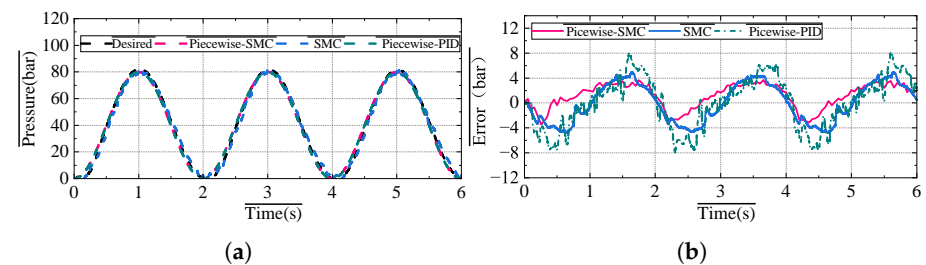 120
100
80
60
40
20
0
Pressure(bar)
Desired Piecewise-SMC SMC Piecewise-PID
0 1 2 3 4 5 6
Time(s)
(a)
12
8
4
0
−4
−8
−12
Error (bar)
Picewise-SMC SMC Picewise-PID
0 1 2 3 4 5 6
Time(s)
(b)